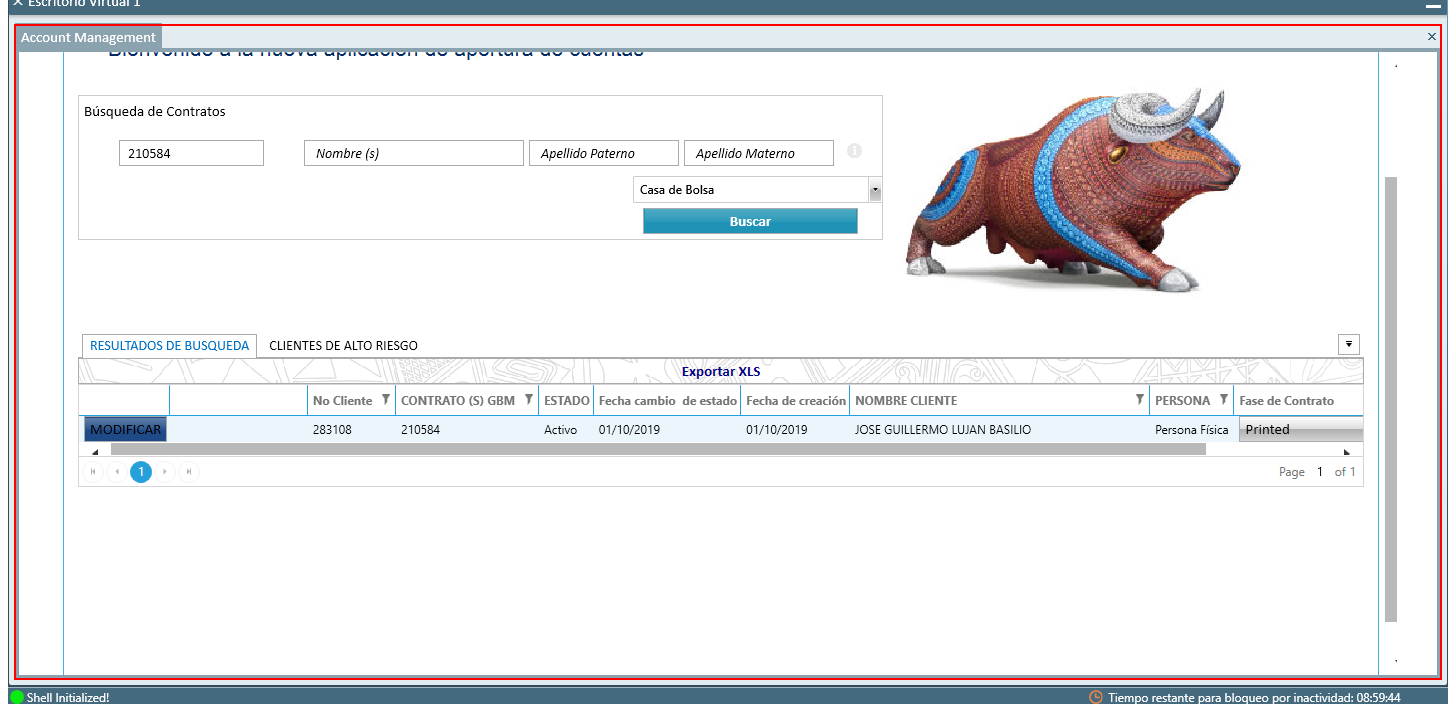 Escritorio Virtual 1
Account Management
Bienvenido a la nueva aplicación de apertura de cuentas
Búsqueda de Contratos
210584 Nombre (s) Apellido Paterno Apellido Materno
Casa de Bolsa
Buscar
RESULTADOS DE BUSQUEDA CLIENTES DE ALTO RIESGO
Exportar XLS
No Cliente CONTRATO (S) GBM ESTADO Fecha cambio de estado Fecha de creación NOMBRE CLIENTE PERSONA Fase de Contrato
MODIFICAR 283108 210584 Activo 01/10/2019 01/10/2019 JOSE GUILLERMO LUJAN BASILIO Persona Física Printed
1 Page 1 of 1
Shell Initialized! Tiempo restante para bloqueo por inactividad: 08:59:44